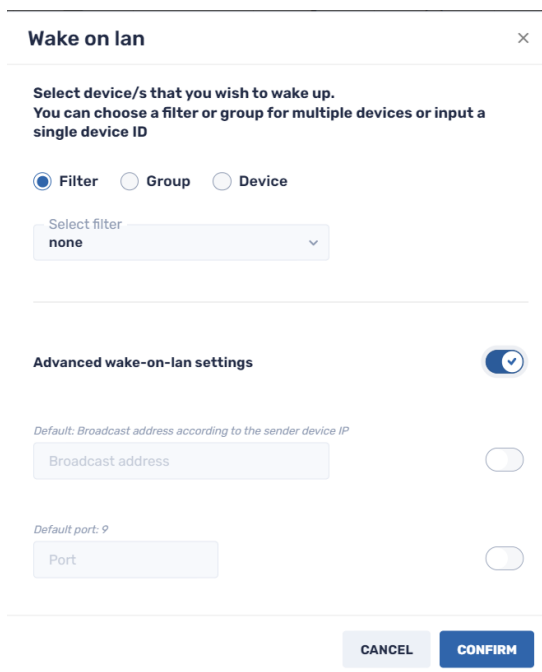 Wake on lan
Select device/s that you wish to wake up.
You can choose a filter or group for multiple devices or input a
single device ID
Filter Group Device
Select filter
none
Advanced wake-on-lan settings
Default: Broadcast address according to the sender device IP
Broadcast address
Default port: 9
Port
CANCEL CONFIRM